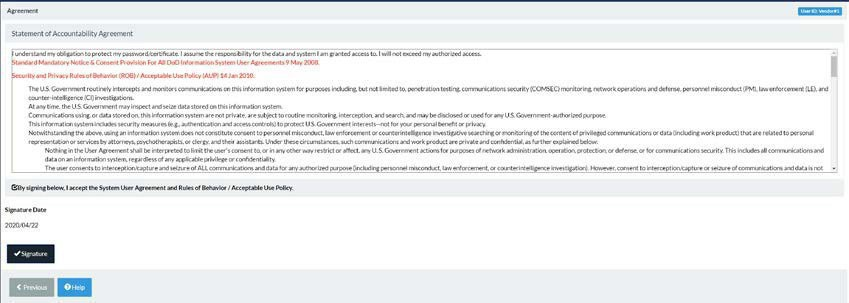 Agreement
User ID: Vendor#1
Statement of Accountability Agreement
I understand my obligation to protect my password/certificate. I assume the responsibility for the data and system I am granted access to. I will not exceed my authorized access.
Standard Mandatory Notice & Consent Provision For All DoD Information System User Agreements 9 May 2008.
Security and Privacy Rules of Behavior (ROB) / Acceptable Use Policy (AUP) 14 Jan 2010:
The U.S. Government routinely intercepts and monitors communications on this information system for purposes including, but not limited to, penetration testing, communications security (COMSEC) monitoring, network operations and defense, personnel misconduct (PM), law enforcement (LE), and
counter-intelligence (CI) investigations.
At any time, the U.S. Government may inspect and seize data stored on this information system.
Communications using, or data stored on, this information system are not private, are subject to routine monitoring, interception, and search, and may be disclosed or used for any U.S. Government-authorized purpose.
This information system includes security measures (e.g., authentication and access controls) to protect U.S. Government interests--not for your personal benefit or privacy.
Notwithstanding the above, using an information system does not constitute consent to personnel misconduct, law enforcement or counterintelligence investigative searching or monitoring of the content of privileged communications or data (including work product) that are related to personal
representation or services by attorneys, psychotherapists, or clergy, and their assistants. Under these circumstances, such communications and work product are private and confidential, as further explained below.
Nothing in the User Agreement shall be interpreted to limit the user's consent to, or in any other way restrict or affect, any U.S. Government actions for purposes of network administration, operation, protection, or defense, or for communications security. This includes all communications and
data on an information system, regardless of any applicable privilege or confidentiality.
The user consents to interception/capture and seizure of ALL communications and data for any authorized purpose (including personnel misconduct, law enforcement, or counterintelligence investigation). However, consent to interception/capture or seizure of communications and data is not
By signing below, I accept the System User Agreement and Rules of Behavior / Acceptable Use Policy.
Signature Date
2020/04/22
Signature
Previous
Help